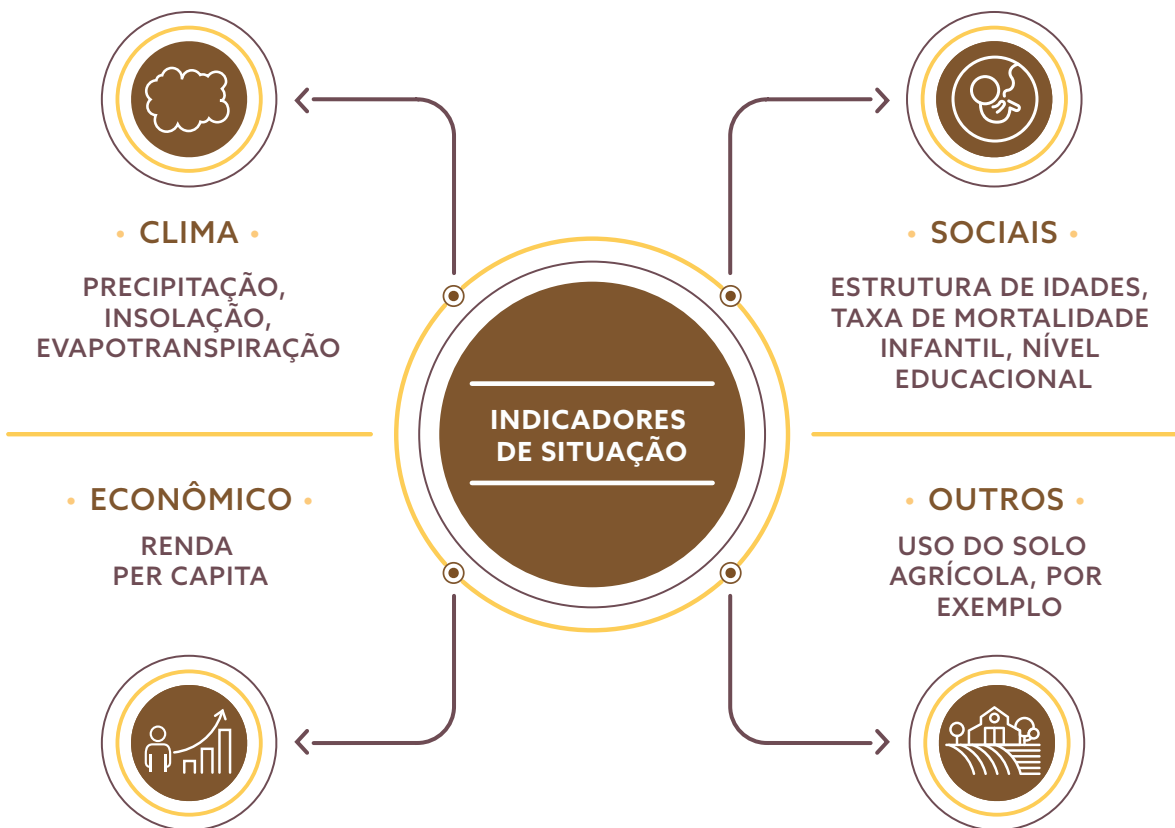 · CLIMA ·
PRECIPITAÇÃO,
INSOLAÇÃO,
EVAPOTRANSPIRAÇÃO
· SOCIAIS ·
ESTRUTURA DE IDADES,
TAXA DE MORTALIDADE
INFANTIL, NÍVEL
EDUCACIONAL
INDICADORES
DE SITUAÇÃO
· ECONÔMICO ·
RENDA
PER CAPITA
· OUTROS ·
USO DO SOLO
AGRÍCOLA, POR
EXEMPLO